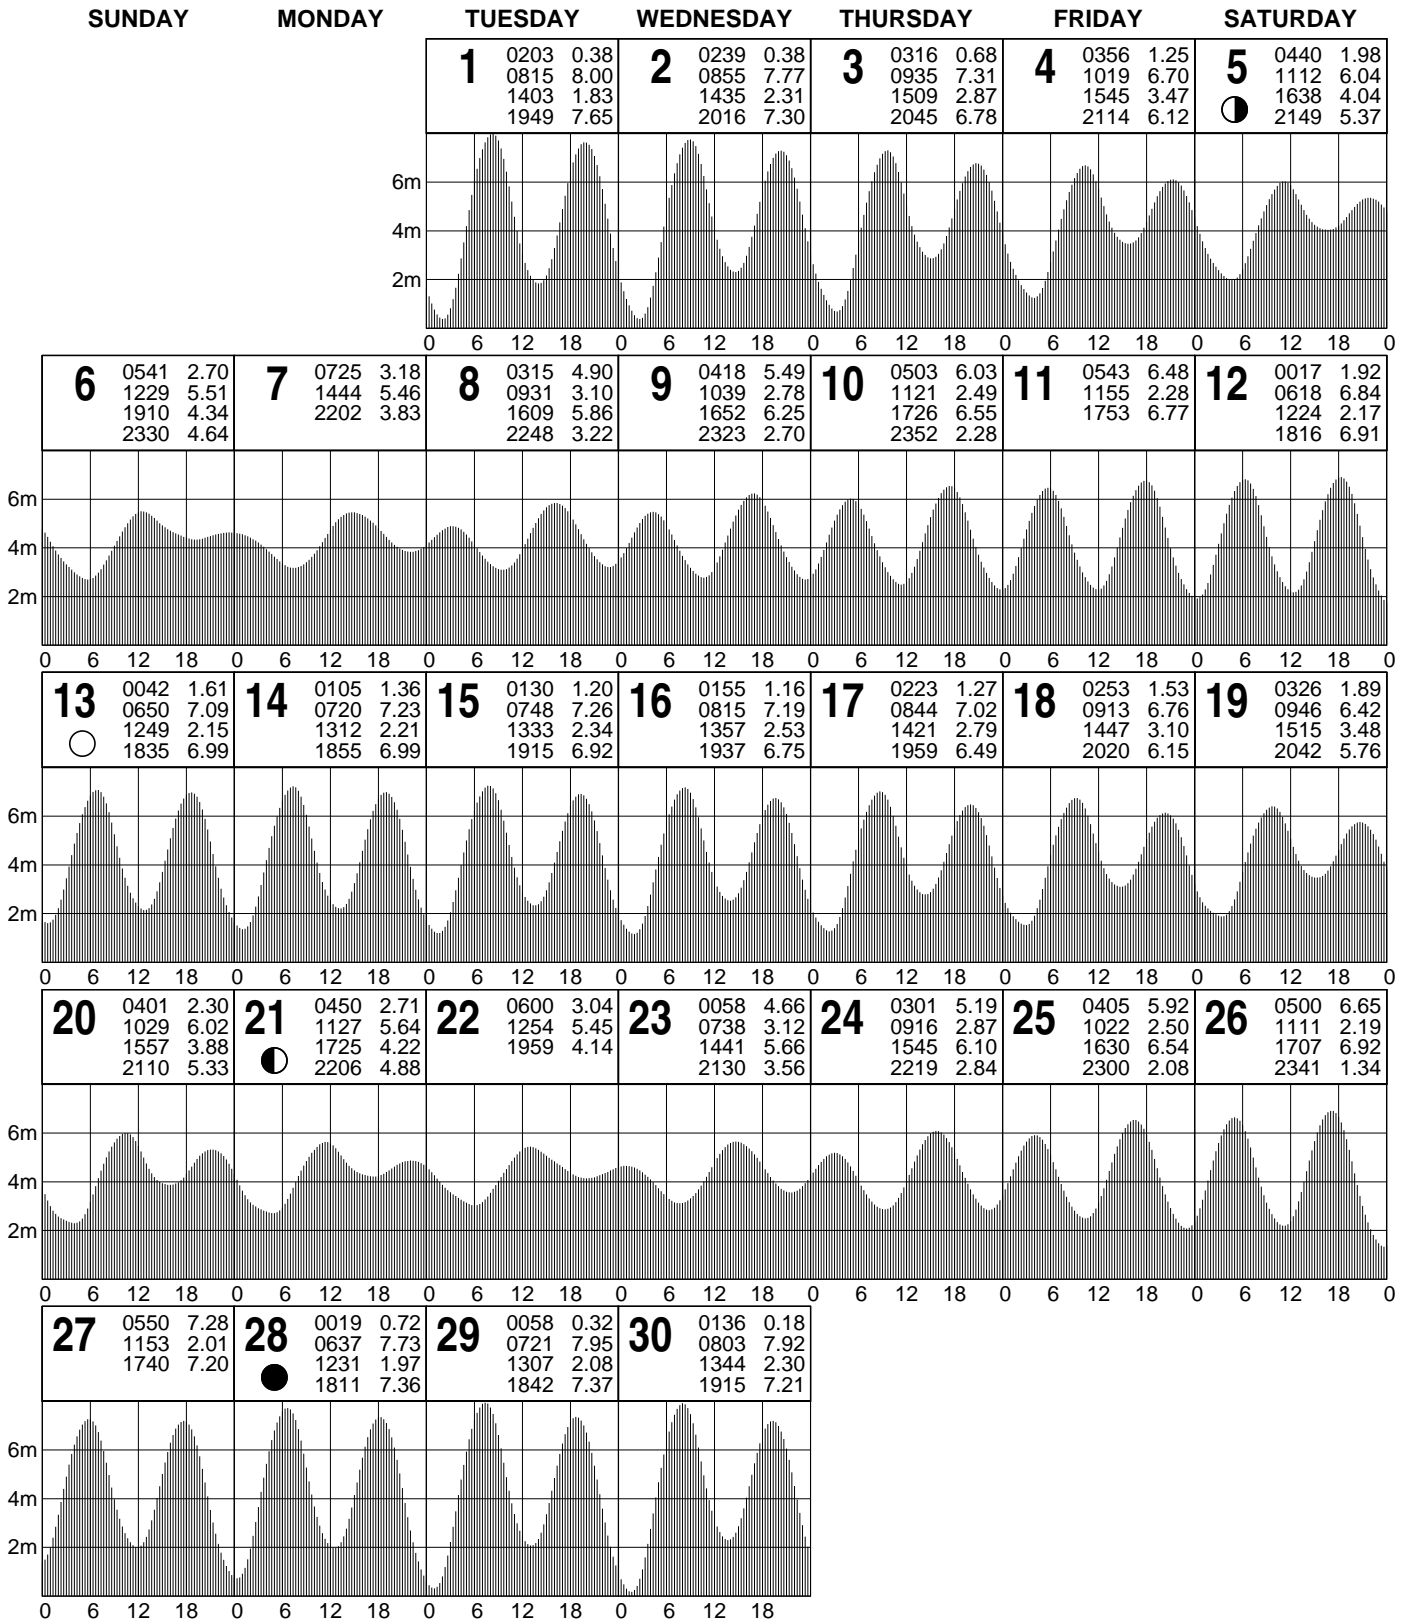 SUNDAY MONDAY TUESDAY WEDNESDAY THURSDAY FRIDAY SATURDAY
1 0203 0.38
0815 8.00
1403 1.83
1949 7.65
2 0239 0.38
0855 7.77
1435 2.31
2016 7.30
3 0316 0.68
0935 7.31
1509 2.87
2045 6.78
4 0356 1.25
1019 6.70
1545 3.47
2114 6.12
5 0440 1.98
1112 6.04
1638 4.04
2149 5.37
6m
4m
2m
0 6 12 18 0 6 12 18 0 6 12 18 0 6 12 18 0 6 12 18 0
6 0541 2.70
1229 5.51
1910 4.34
2330 4.64
7 0725 3.18
1444 5.46
2202 3.83
8 0315 4.90
0931 3.10
1609 5.86
2248 3.22
9 0418 5.49
1039 2.78
1652 6.25
2323 2.70
10 0503 6.03
1121 2.49
1726 6.55
2352 2.28
11 0543 6.48
1155 2.28
1753 6.77
12 0017 1.92
0618 6.84
1224 2.17
1816 6.91
6m
4m
2m
0 6 12 18 0 6 12 18 0 6 12 18 0 6 12 18 0 6 12 18 0 6 12 18 0 6 12 18 0
13 0042 1.61
0650 7.09
1249 2.15
1835 6.99
14 0105 1.36
0720 7.23
1312 2.21
1855 6.99
15 0130 1.20
0748 7.26
1333 2.34
1915 6.92
16 0155 1.16
0815 7.19
1357 2.53
1937 6.75
17 0223 1.27
0844 7.02
1421 2.79
1959 6.49
18 0253 1.53
0913 6.76
1447 3.10
2020 6.15
19 0326 1.89
0946 6.42
1515 3.48
2042 5.76
6m
4m
2m
0 6 12 18 0 6 12 18 0 6 12 18 0 6 12 18 0 6 12 18 0 6 12 18 0 6 12 18 0
20 0401 2.30
1029 6.02
1557 3.88
2110 5.33
21 0450 2.71
1127 5.64
1725 4.22
2206 4.88
22 0600 3.04
1254 5.45
1959 4.14
23 0058 4.66
0738 3.12
1441 5.66
2130 3.56
24 0301 5.19
0916 2.87
1545 6.10
2219 2.84
25 0405 5.92
1022 2.50
1630 6.54
2300 2.08
26 0500 6.65
1111 2.19
1707 6.92
2341 1.34
6m
4m
2m
0 6 12 18 0 6 12 18 0 6 12 18 0 6 12 18 0 6 12 18 0 6 12 18 0 6 12 18 0
27 0550 7.28
1153 2.01
1740 7.20
28 0019 0.72
0637 7.73
1231 1.97
1811 7.36
29 0058 0.32
0721 7.95
1307 2.08
1842 7.37
30 0136 0.18
0803 7.92
1344 2.30
1915 7.21
6m
4m
2m
0 6 12 18 0 6 12 18 0 6 12 18 0 6 12 18